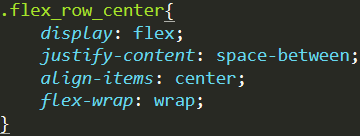 .flex_row_center{
display: flex;
justify-content: space-between;
align-items: center;
flex-wrap: wrap;
}